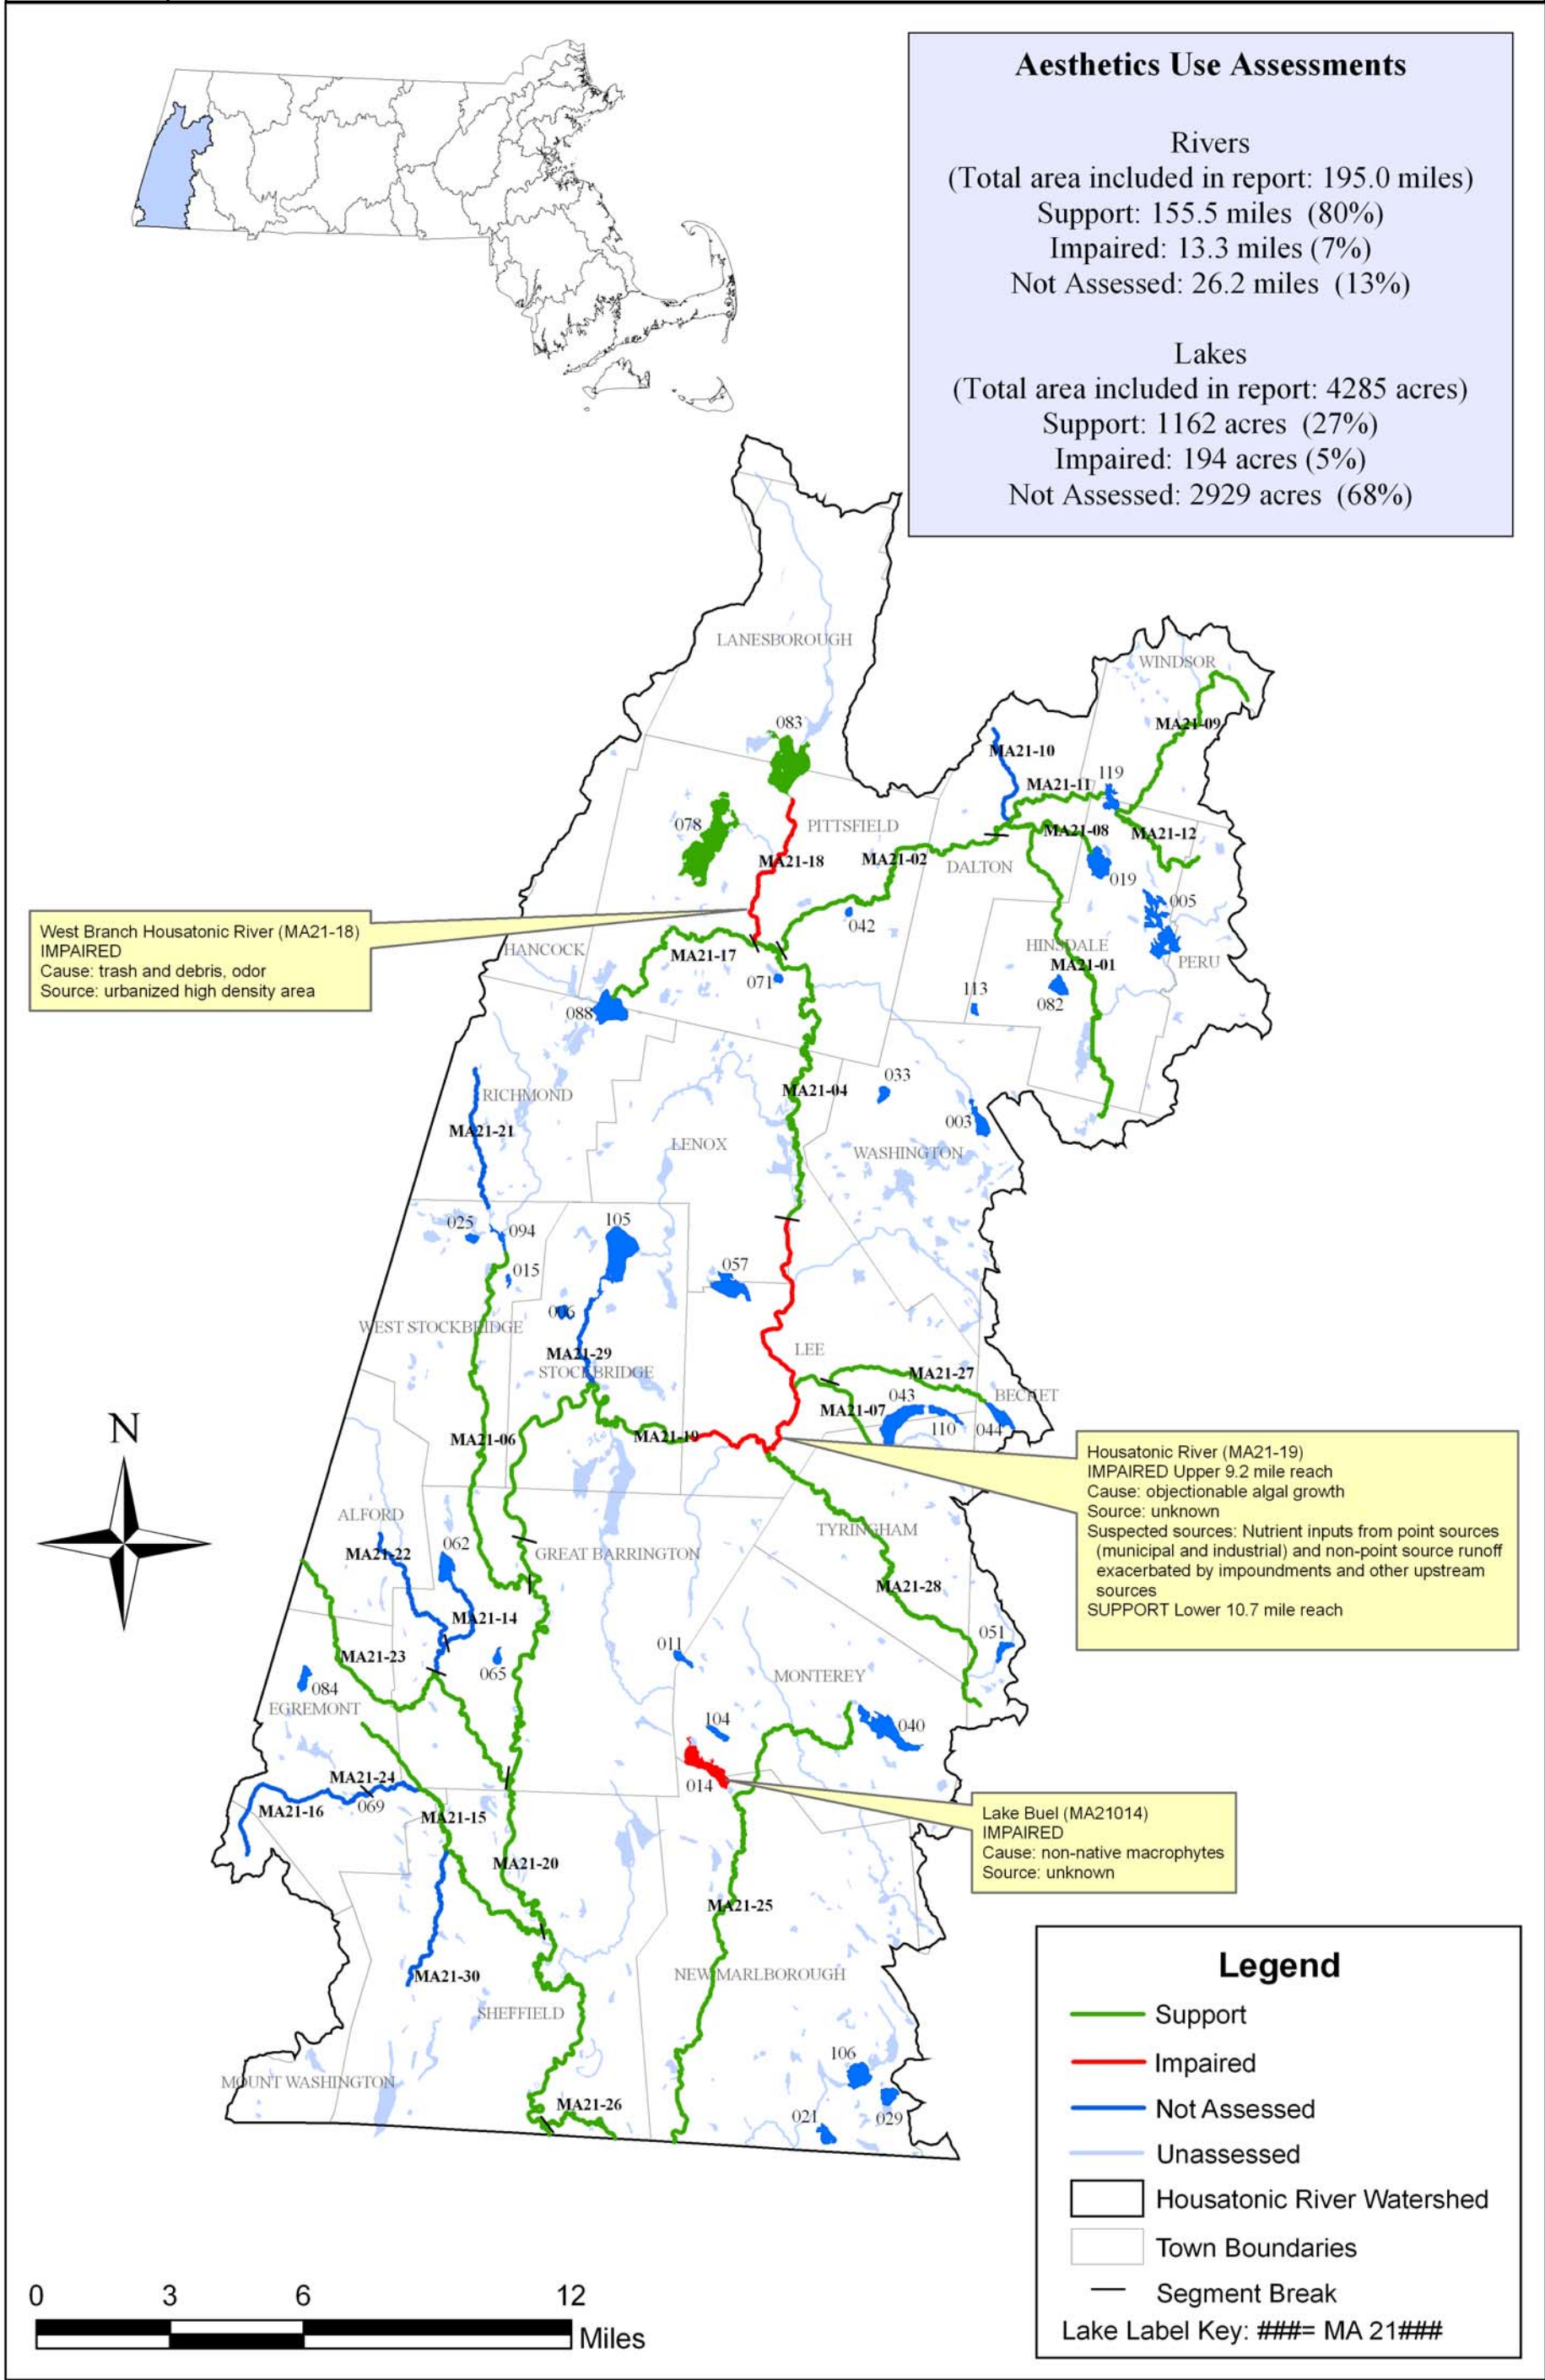 Aesthetics Use Assessments
Rivers
(Total area included in report: 195.0 miles)
Support: 155.5 miles (80%)
Impaired: 13.3 miles (7%)
Not Assessed: 26.2 miles (13%)
Lakes
(Total area included in report: 4285 acres)
Support: 1162 acres (27%)
Impaired: 194 acres (5%)
Not Assessed: 2929 acres (68%)
LANESBOROUGH
WINDSOR
083
MA21-09
MA21-10
119
MA21-11
078
PITTSFIELD
MA21-08
MA21-12
MA21-18
MA21-02
DALTON
019
005
042
West Branch Housatonic River (MA21-18)
IMPAIRED
Cause: trash and debris, odor
Source: urbanized high density area
HANCOCK
MA21-17
HINSDALE
MA21-01
PERU
071
113
082
088
033
MA21-04
RICHMOND
003
MA21-21
LENOX
WASHINGTON
025
094
105
015
057
006
WEST STOCKBRIDGE
LEE
MA21-29
STOCKBRIDGE
MA21-27
043
BECKET
MA21-07
110
044
MA21-06
MA21-19
Housatonic River (MA21-19)
IMPAIRED Upper 9.2 mile reach
Cause: objectionable algal growth
Source: unknown
Suspected sources: Nutrient inputs from point sources
(municipal and industrial) and non-point source runoff
exacerbated by impoundments and other upstream
sources
SUPPORT Lower 10.7 mile reach
N
ALFORD
TYRINGHAM
062
MA21-22
GREAT BARRINGTON
MA21-28
MA21-14
051
011
MA21-23
065
MONTEREY
084
EGREMONT
104
040
MA21-24
014
MA21-16
069
MA21-15
Lake Buel (MA21014)
IMPAIRED
Cause: non-native macrophytes
Source: unknown
MA21-20
MA21-25
MA21-30
NEW MARLBOROUGH
SHEFFIELD
106
MOUNT WASHINGTON
MA21-26
021
029
Legend
Support
Impaired
Not Assessed
Unassessed
Housatonic River Watershed
Town Boundaries
Segment Break
Lake Label Key: ###= MA 21###
0 3 6 12
Miles